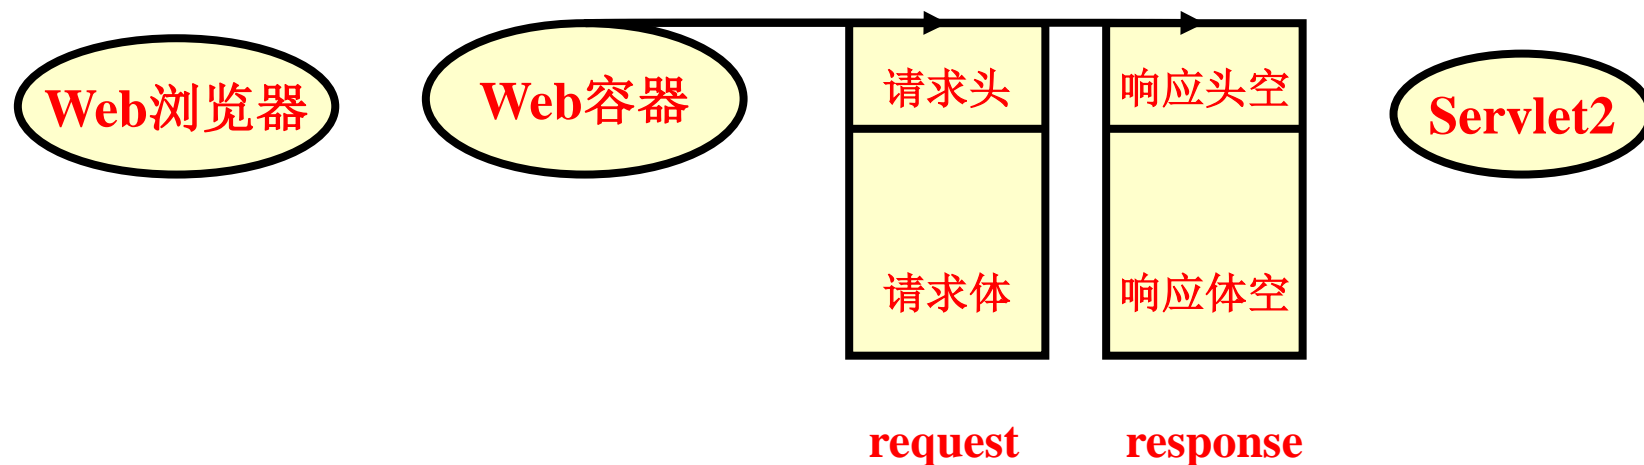 Web浏览器
Web容器
请求头
响应头空
Servlet2
请求体
响应体空
request
response